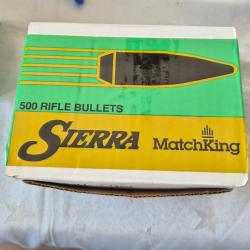 500 RIFLE BULLETS
SIERRA MatchKing